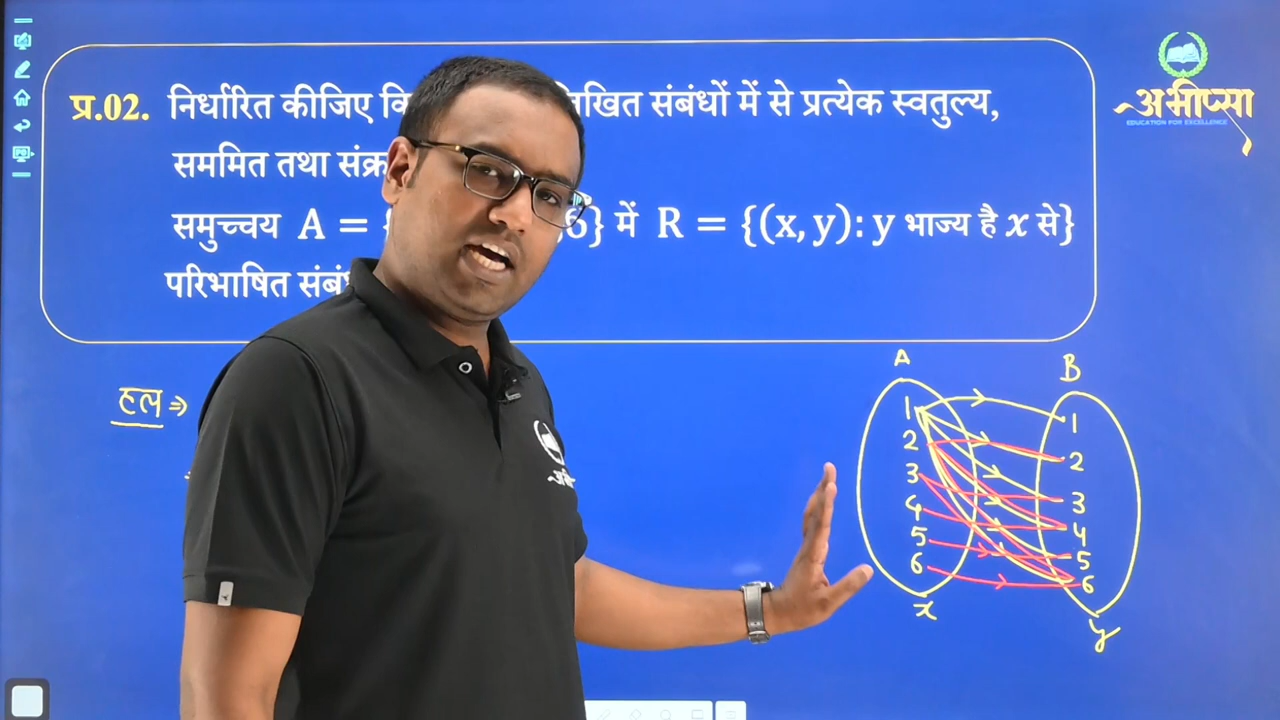 प्र.02. निर्धारित कीजिए संबंधों में से प्रत्येक स्वतुल्य,
सममित तथा
समुच्चय A = { 6} में R = {(x, y): y भाज्य है x से}
परिभाषित
अभीप्सा
EDUCATION FOR EXCELLENCE
हल ⇒
A B
1 1
2 2
3 3
4 4
5 5
6 6
x y